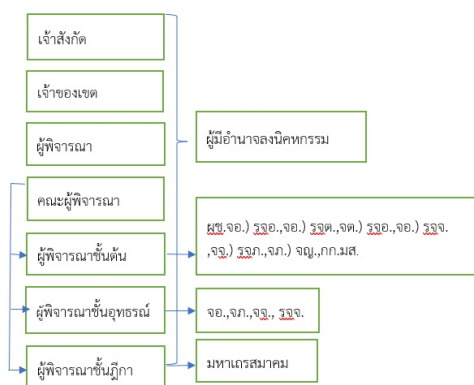 เจ้าสังกัด
เจ้าของเขต
ผู้พิจารณา
ผู้มีอำนาจลงนิคหกรรม
คณะผู้พิจารณา
ผู้พิจารณาชั้นต้น
ผช.จอ.) รจอ.,จอ.) รจต.,จต.) รจอ.,จอ.) รจจ.
,จจ.) รจภ.,จภ.) จญ.,กก.มส.
ผู้พิจารณาชั้นอุทธรณ์
จอ.,จภ.,จจ., รจจ.
ผู้พิจารณาชั้นฎีกา
มหาเถรสมาคม